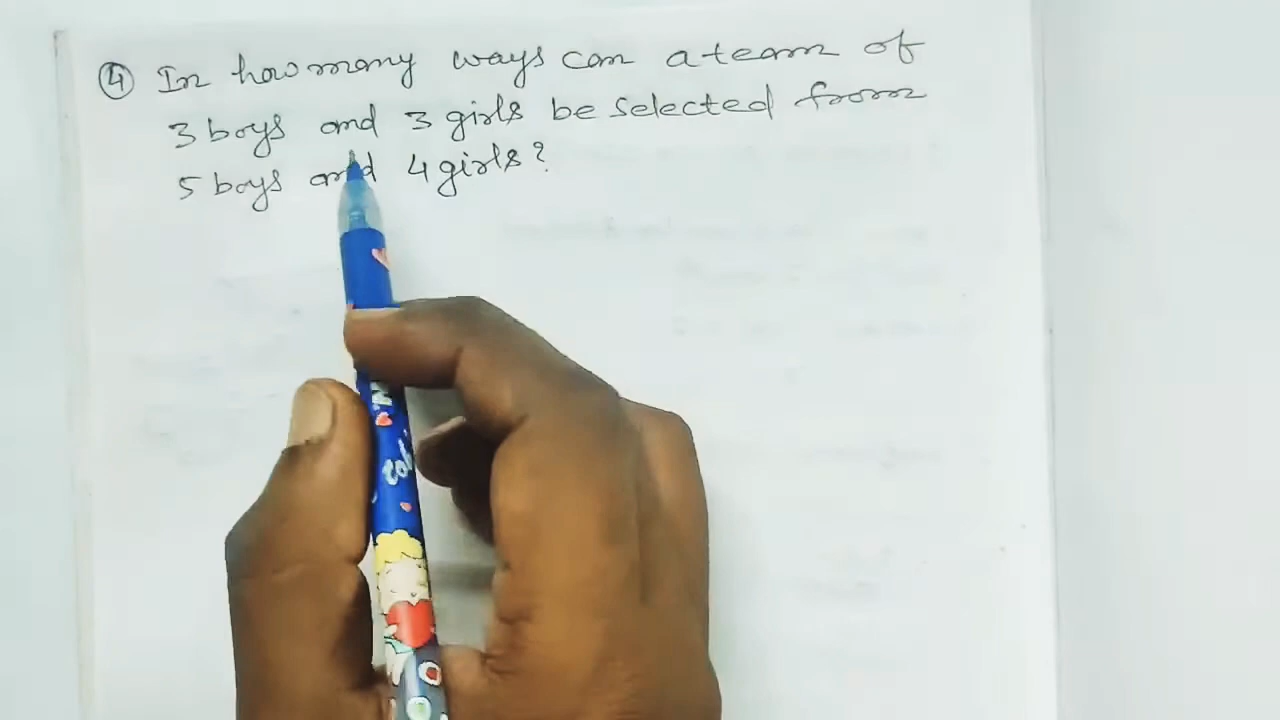 ④ In how many ways can a team of
3 boys and 3 girls be selected from
5 boys and 4 girls?